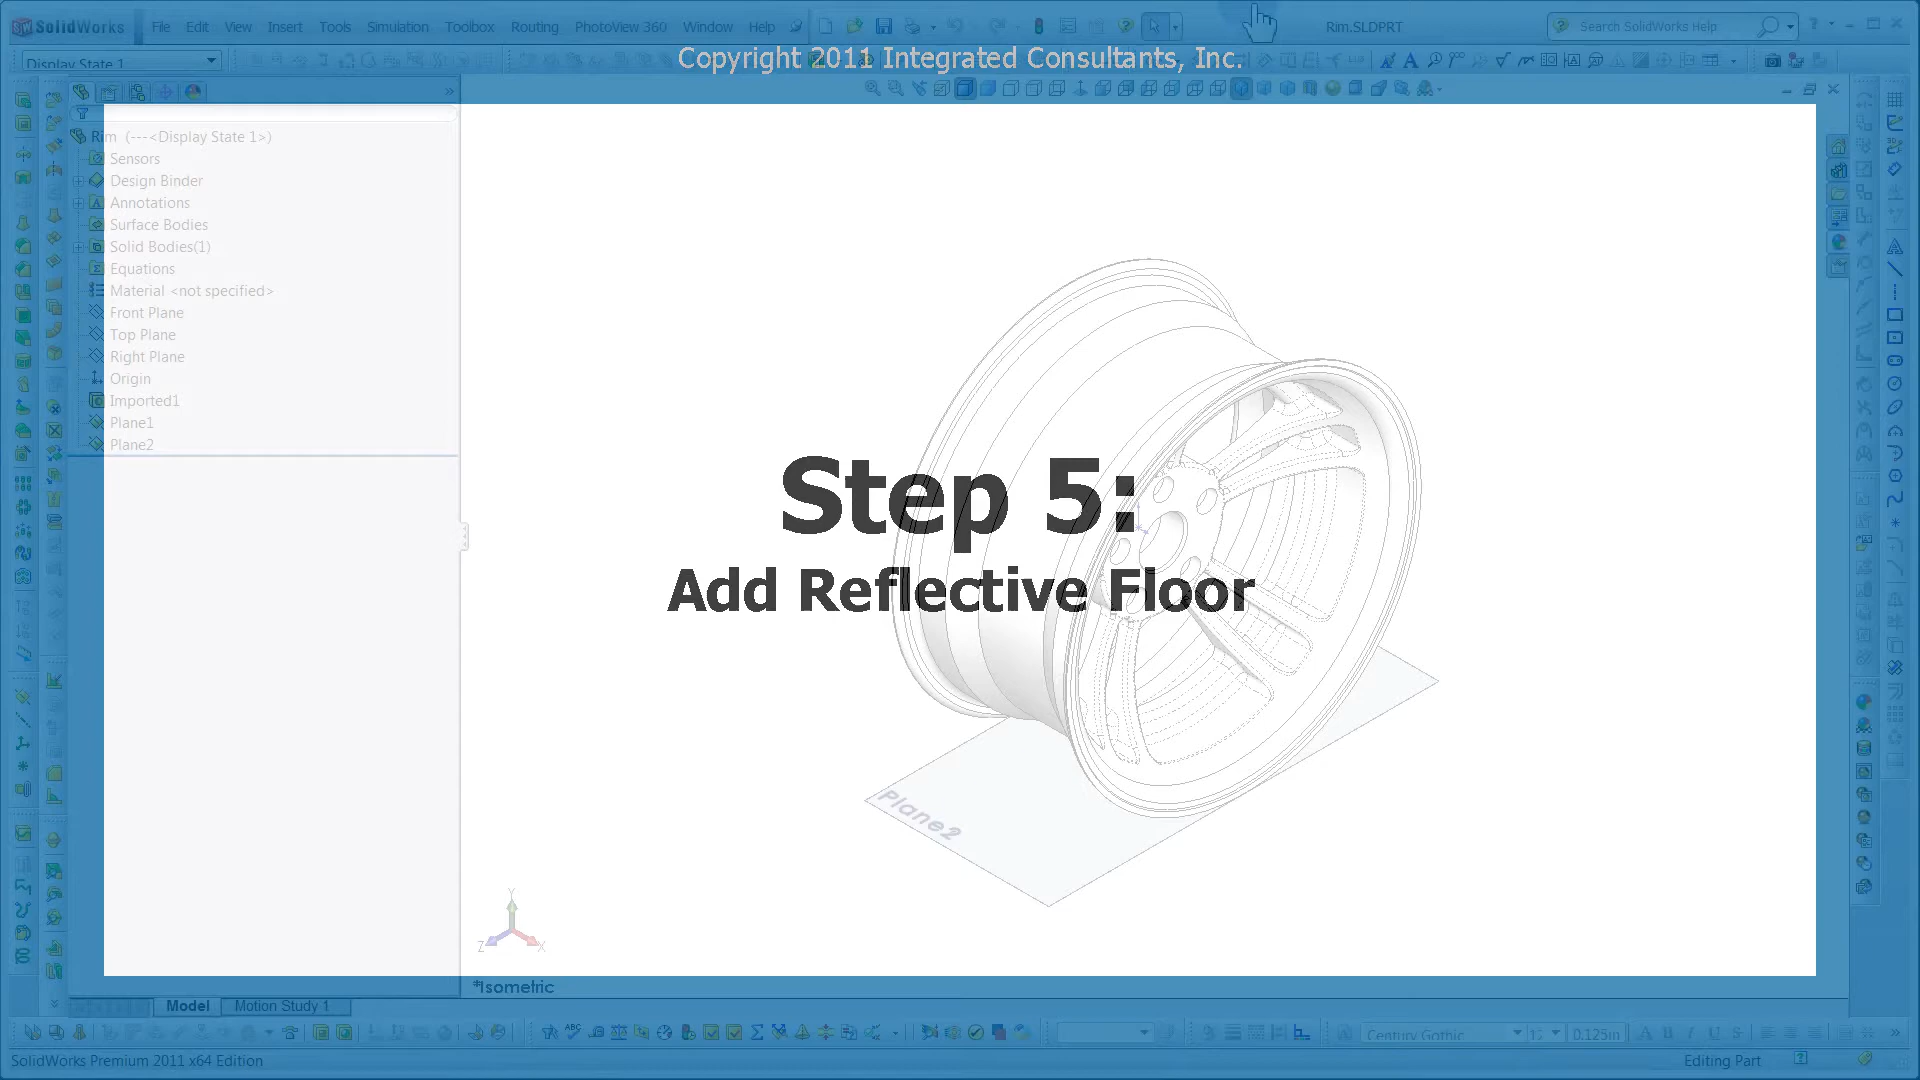 SolidWorks File Edit View Insert Tools Simulation Toolbox Routing PhotoView 360 Window Help Rim.SLDPRT Search SolidWorks Help
Display State 1
Copyright 2011 Integrated Consultants, Inc.
Rim (---<Display State 1>)
Sensors
Design Binder
Annotations
Surface Bodies
Solid Bodies(1)
Equations
Material <not specified>
Front Plane
Top Plane
Right Plane
Origin
Imported1
Plane1
Plane2
Step 5:
Add Reflective Floor
Plane2
Y
Z X
*Isometric
Model Motion Study 1
Century Gothic 0.125in
SolidWorks Premium 2011 x64 Edition Editing Part